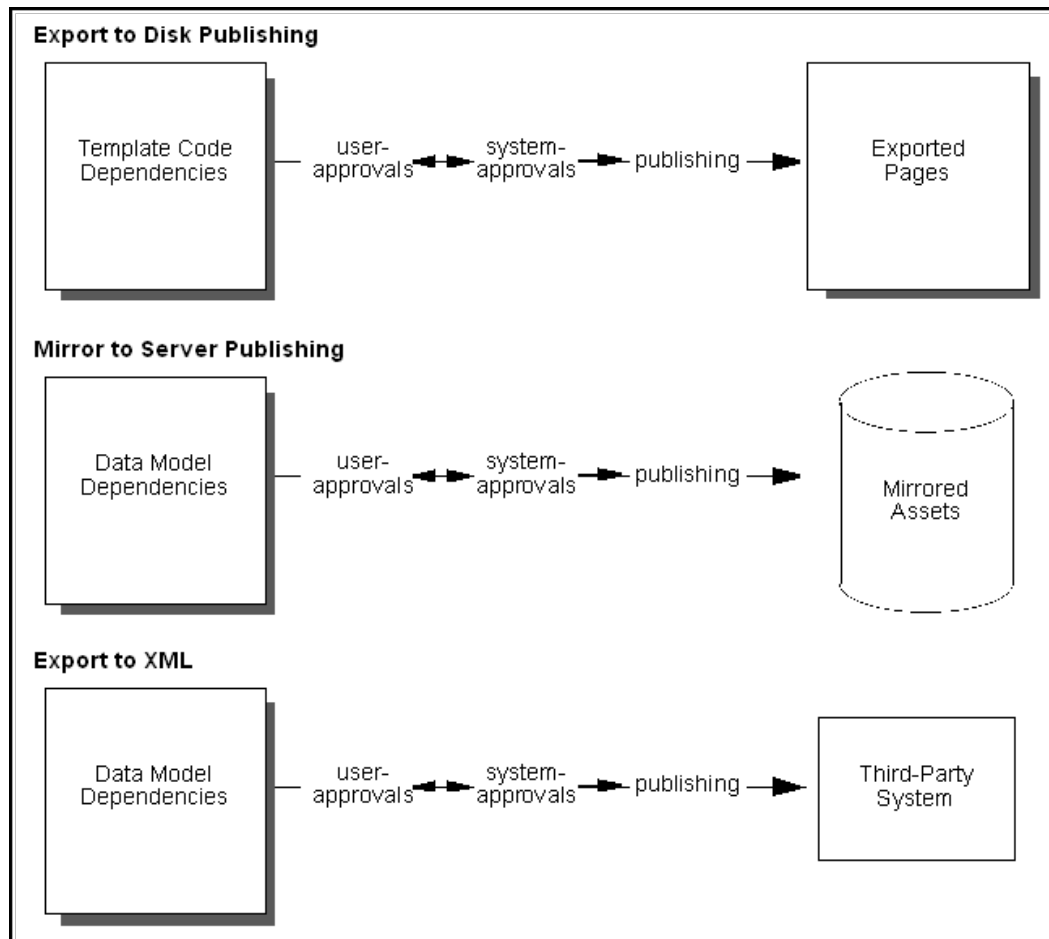 Export to Disk Publishing
Template Code
Dependencies
user-
approvals
system-
approvals
publishing
Exported
Pages
Mirror to Server Publishing
Data Model
Dependencies
user-
approvals
system-
approvals
publishing
Mirrored
Assets
Export to XML
Data Model
Dependencies
user-
approvals
system-
approvals
publishing
Third-Party
System